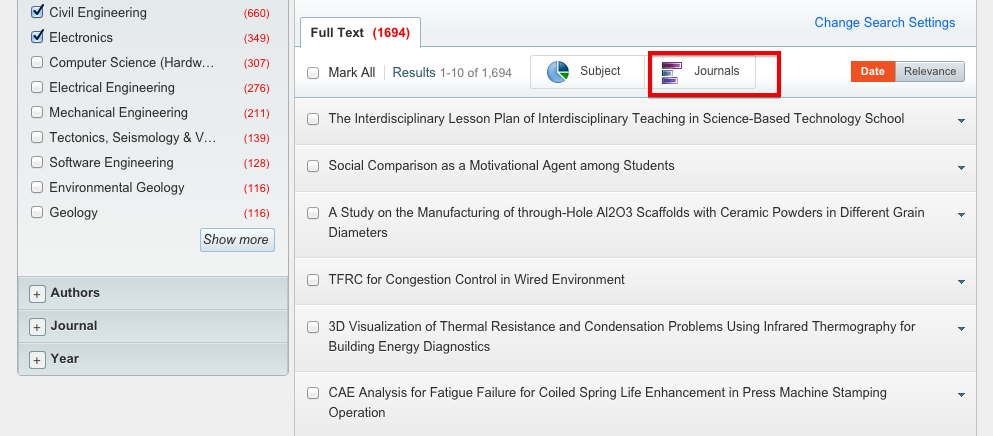 Civil Engineering (660)
Electronics (349)
Computer Science (Hardw... (307)
Electrical Engineering (276)
Mechanical Engineering (211)
Tectonics, Seismology & V... (139)
Software Engineering (128)
Environmental Geology (116)
Geology (116)
Show more
Authors
Journal
Year
Change Search Settings
Full Text (1694)
Mark All Results 1-10 of 1,694 Subject Journals Date Relevance
The Interdisciplinary Lesson Plan of Interdisciplinary Teaching in Science-Based Technology School
Social Comparison as a Motivational Agent among Students
A Study on the Manufacturing of through-Hole Al2O3 Scaffolds with Ceramic Powders in Different Grain
Diameters
TFRC for Congestion Control in Wired Environment
3D Visualization of Thermal Resistance and Condensation Problems Using Infrared Thermography for
Building Energy Diagnostics
CAE Analysis for Fatigue Failure for Coiled Spring Life Enhancement in Press Machine Stamping
Operation